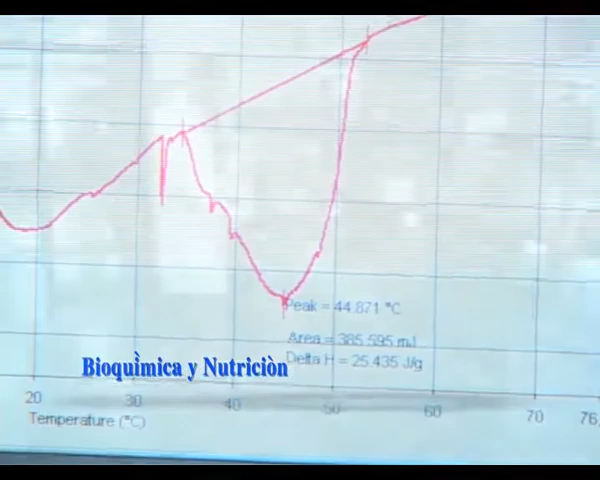 Peak = 44.871 °C
Area = 385.595 mJ
Delta H = 25.435 J/g
Bioquìmica y Nutriciòn
20 30 40 50 60 70 76.
Temperature (°C)